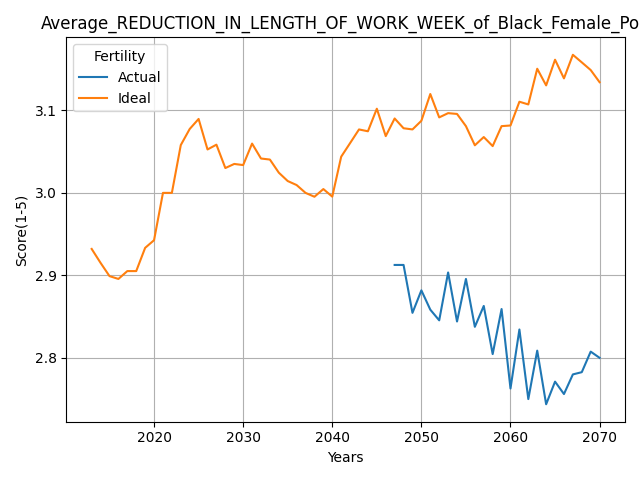 Average_REDUCTION_IN_LENGTH_OF_WORK_WEEK_of_Black_Female_Po
Fertility
Actual
Ideal
3.1
3.0
2.9
2.8
Score(1-5)
2020
2030
2040
2050
2060
2070
Years